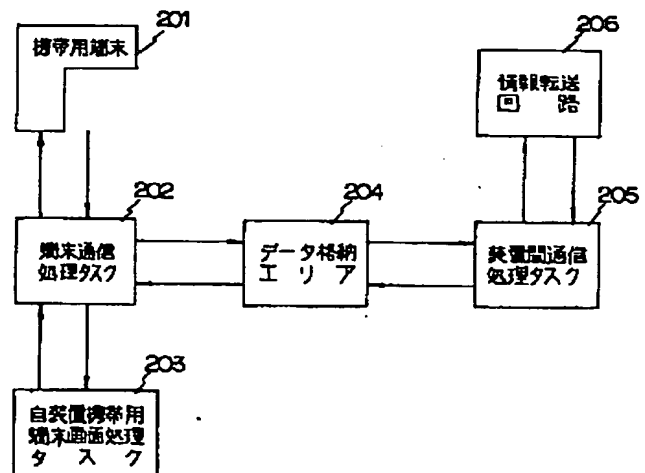 201
携帯用端末
206
情報転送
回路
202
端末通信
処理タスク
204
データ格納
エリア
205
装置間通信
処理タスク
203
自装置携帯用
端末画面処理
タスク